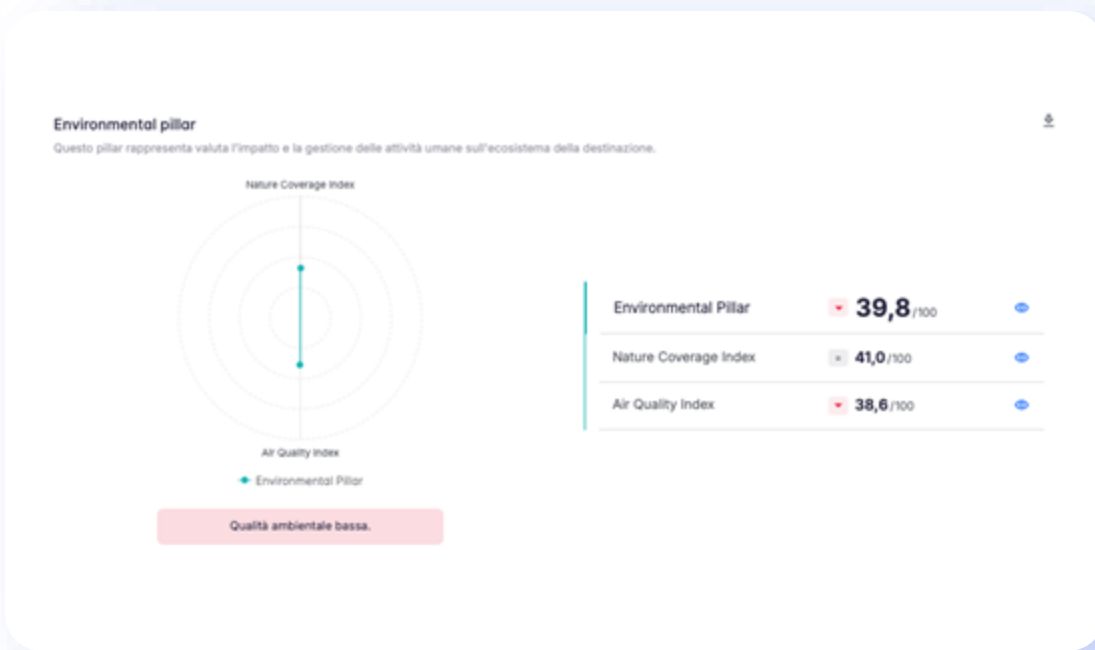 Environmental pillar
Questo pillar rappresenta valuta l'impatto e la gestione delle attività umane sull'ecosistema della destinazione.
Nature Coverage Index
Air Quality Index
Environmental Pillar
Qualità ambientale bassa.
Environmental Pillar 39,8/100
Nature Coverage Index = 41,0/100
Air Quality Index 38,6/100